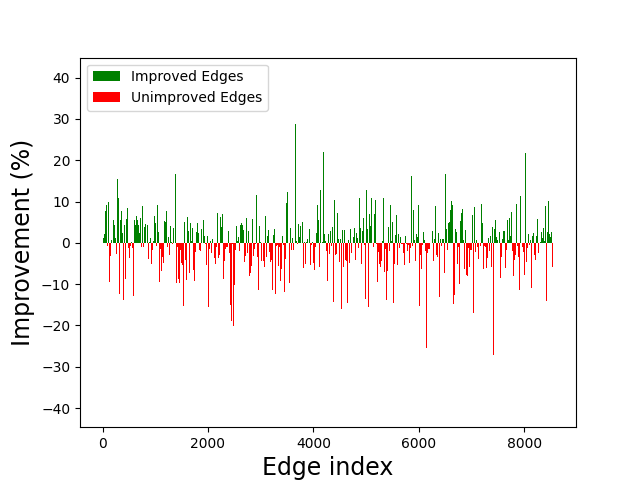 Improved Edges
Unimproved Edges
Improvement (%)
40
30
20
10
0
−10
−20
−30
−40
0 2000 4000 6000 8000
Edge index